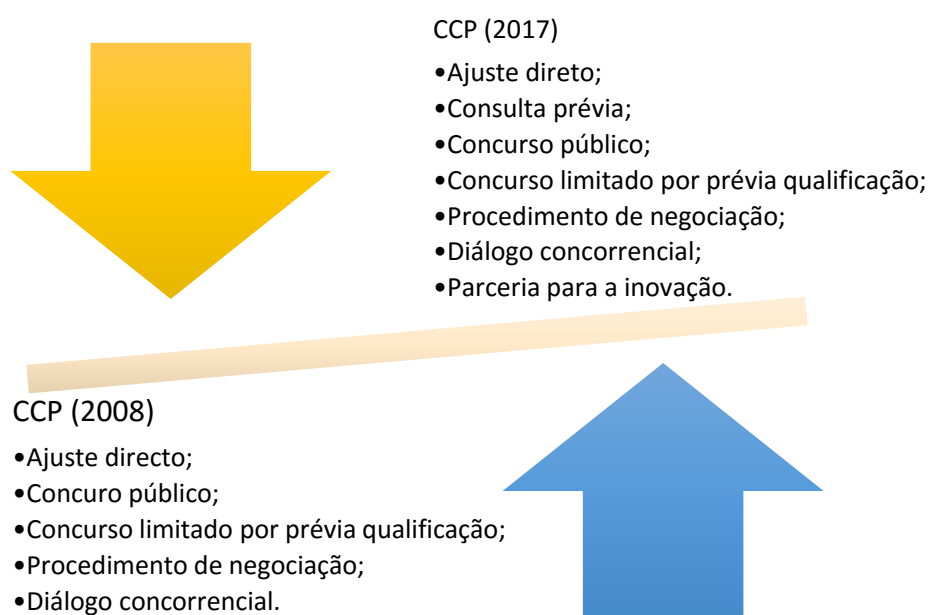 CCP (2017)
•Ajuste direto;
•Consulta prévia;
•Concurso público;
•Concurso limitado por prévia qualificação;
•Procedimento de negociação;
•Diálogo concorrencial;
•Parceria para a inovação.
CCP (2008)
•Ajuste directo;
•Concuro público;
•Concurso limitado por prévia qualificação;
•Procedimento de negociação;
•Diálogo concorrencial.